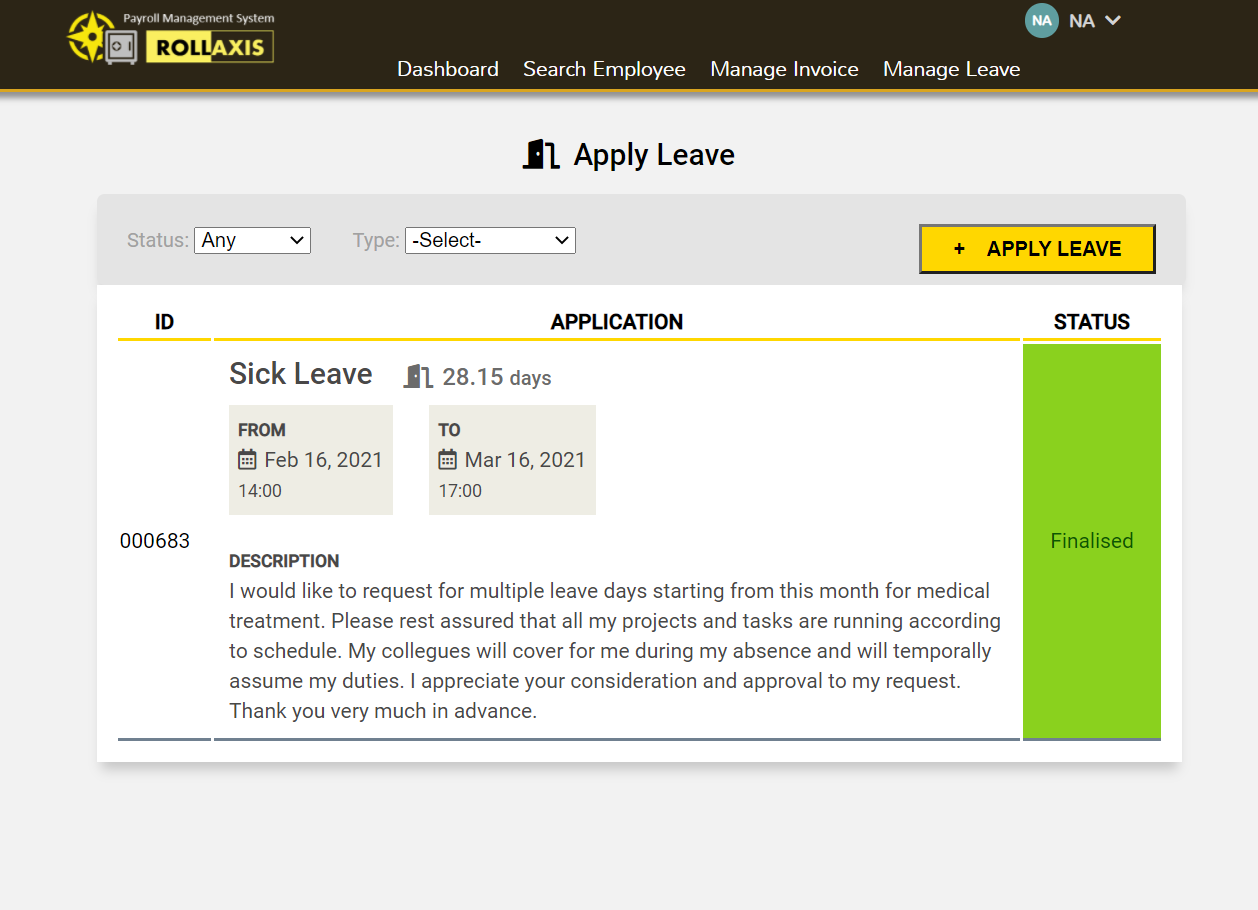 Payroll Management System
ROLLAXIS
NA NA
Dashboard Search Employee Manage Invoice Manage Leave
Apply Leave
Status: Any Type: -Select- + APPLY LEAVE
ID APPLICATION STATUS
Sick Leave 28.15 days
FROM TO
Feb 16, 2021 Mar 16, 2021
14:00 17:00
000683 Finalised
DESCRIPTION
I would like to request for multiple leave days starting from this month for medical
treatment. Please rest assured that all my projects and tasks are running according
to schedule. My collegues will cover for me during my absence and will temporally
assume my duties. I appreciate your consideration and approval to my request.
Thank you very much in advance.